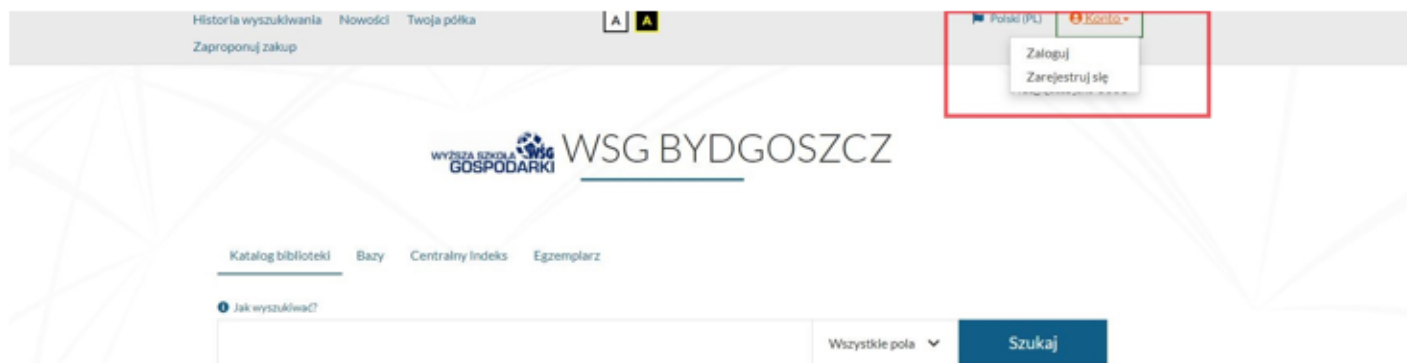 Historia wyszukiwania Nowości Twoja półka A A Polski (PL) Konto
Zaproponuj zakup
Zaloguj
Zarejestruj się
WYŻSZA SZKOŁA WSG
GOSPODARKI
WSG BYDGOSZCZ
Katalog biblioteki Bazy Centralny Indeks Egzemplarz
Jak wyszukiwać?
Wszystkie pola Szukaj